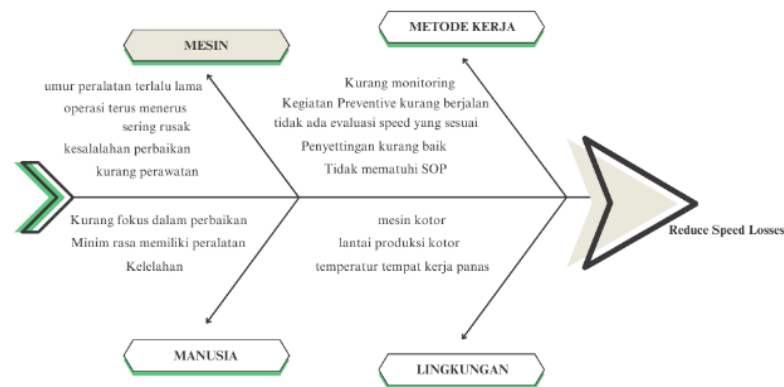 MESIN
umur peralatan terlalu lama
operasi terus menerus
sering rusak
kesalalahan perbaikan
kurang perawatan
METODE KERJA
Kurang monitoring
Kegiatan Preventive kurang berjalan
tidak ada evaluasi speed yang sesuai
Penyettingan kurang baik
Tidak mematuhi SOP
Reduce Speed Losses
Kurang fokus dalam perbaikan
Minim rasa memiliki peralatan
Kelelahan
MANUSIA
mesin kotor
lantai produksi kotor
temperatur tempat kerja panas
LINGKUNGAN